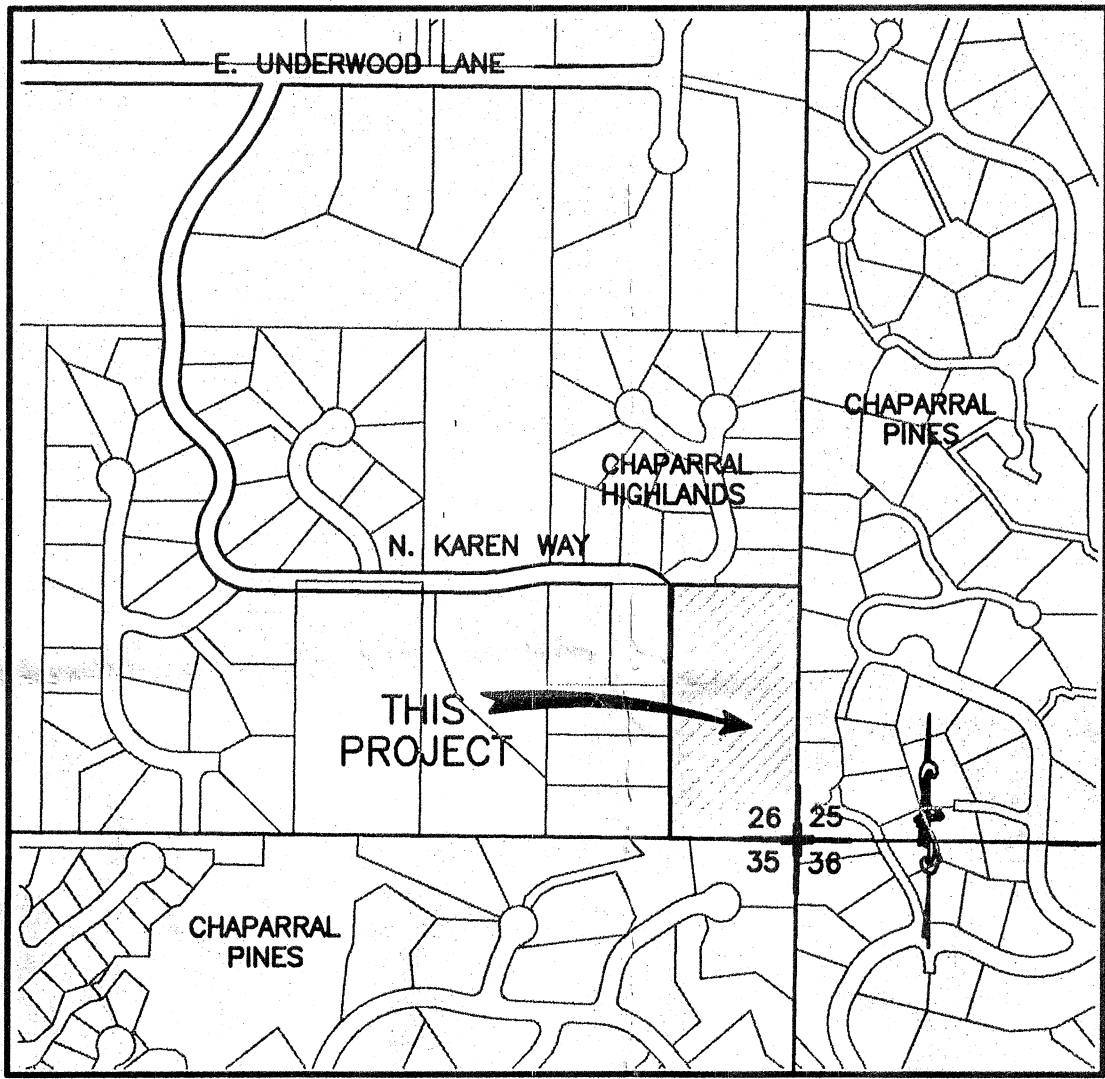 E. UNDERWOOD LANE
CHAPARRAL
PINES
CHAPARRAL
HIGHLANDS
N. KAREN WAY
THIS
PROJECT
26 25
35 36
CHAPARRAL
PINES